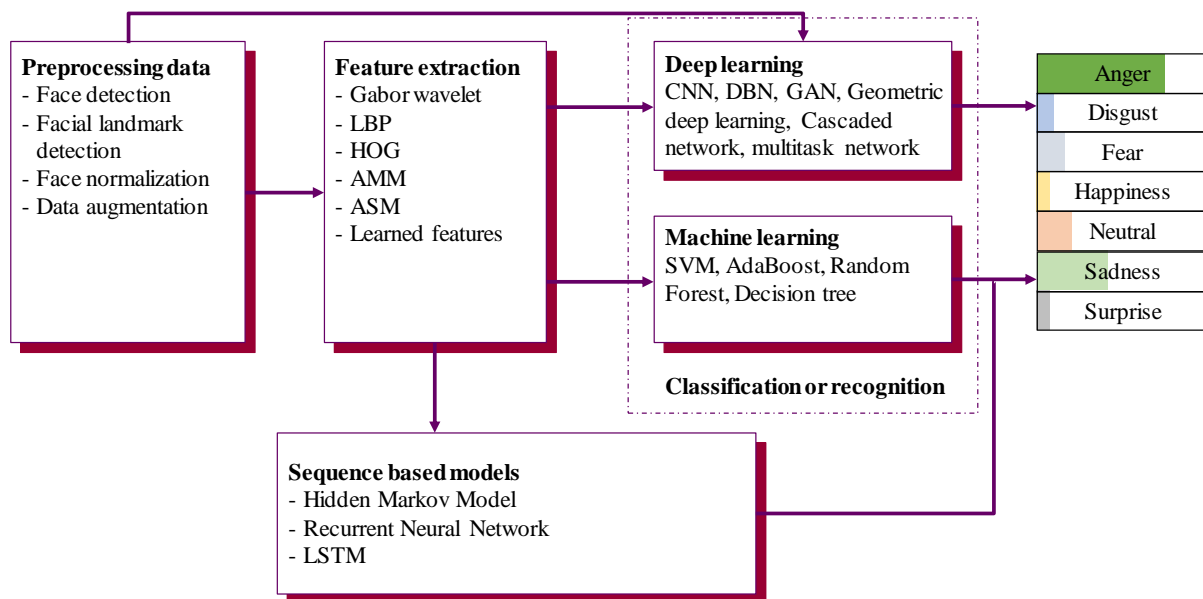 Preprocessing data
- Face detection
- Facial landmark
detection
- Face normalization
- Data augmentation
Feature extraction
- Gabor wavelet
- LBP
- HOG
- AMM
- ASM
- Learned features
Deep learning
CNN, DBN, GAN, Geometric
deep learning, Cascaded
network, multitask network
Machine learning
SVM, AdaBoost, Random
Forest, Decision tree
Classification or recognition
Sequence based models
- Hidden Markov Model
- Recurrent Neural Network
- LSTM
Anger
Disgust
Fear
Happiness
Neutral
Sadness
Surprise